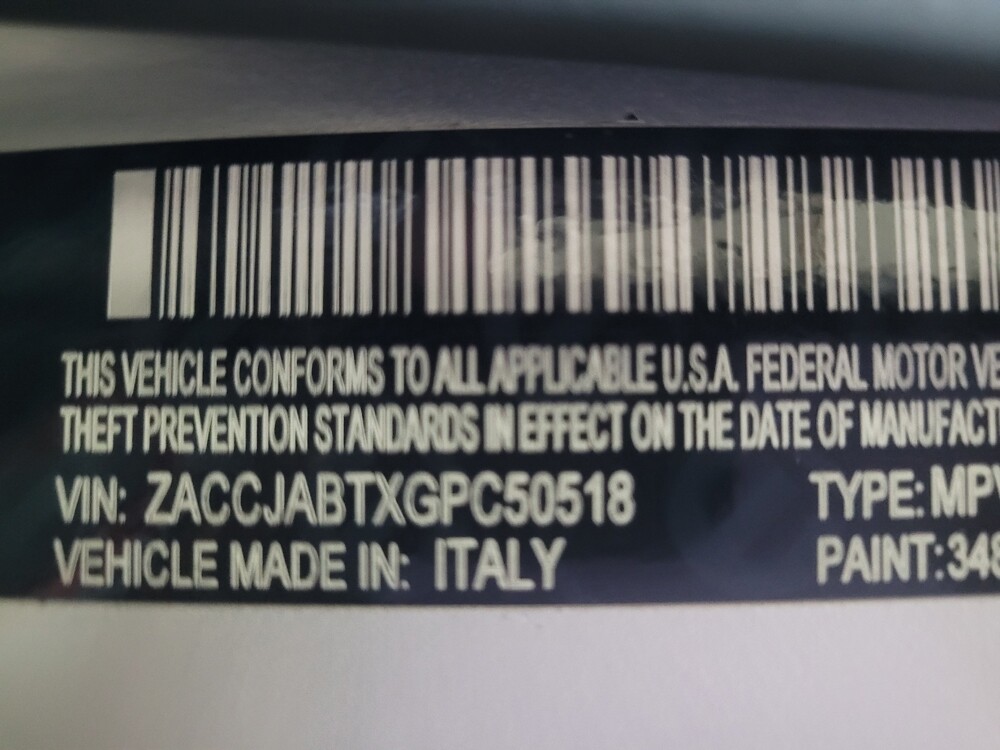 THIS VEHICLE CONFORMS TO ALL APPLICABLE U.S.A. FEDERAL MOTOR VE
THEFT PREVENTION STANDARDS IN EFFECT ON THE DATE OF MANUFACT
VIN: ZACCJABTXGPC50518 TYPE: MPV
VEHICLE MADE IN: ITALY PAINT: 348